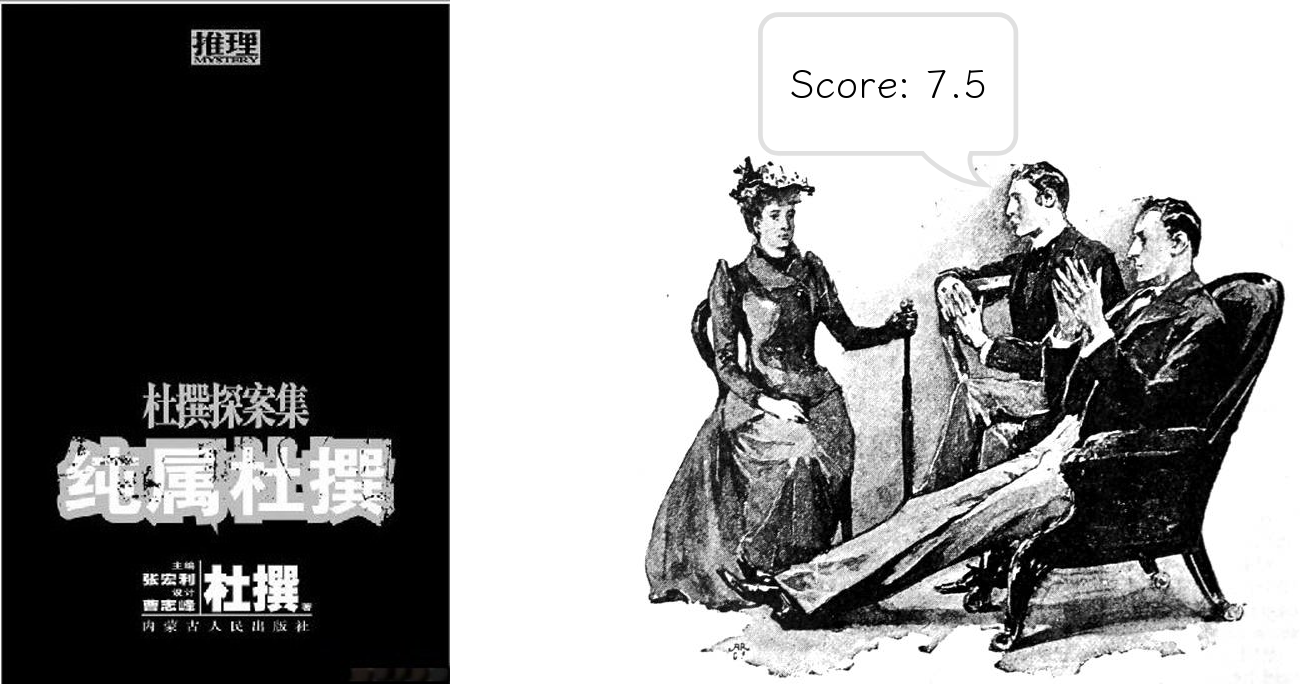 推理
MYSTERY
杜撰探案集
纯属杜撰
主编
张宏利
设计
曹志峰
杜撰 著
内蒙古人民出版社
Score: 7.5